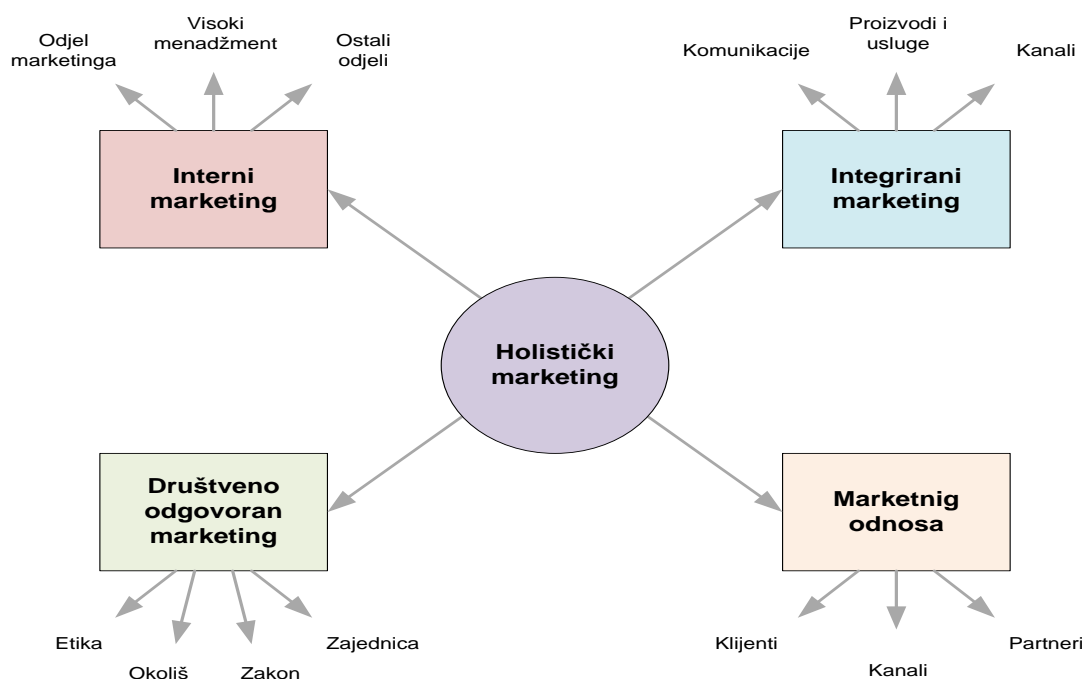 Odjel
marketinga
Visoki
menadžment
Ostali
odjeli
Komunikacije
Proizvodi i
usluge
Kanali
Interni
marketing
Integrirani
marketing
Holistički
marketing
Društveno
odgovoran
marketing
Marketnig
odnosa
Etika
Okoliš
Zakon
Zajednica
Klijenti
Kanali
Partneri